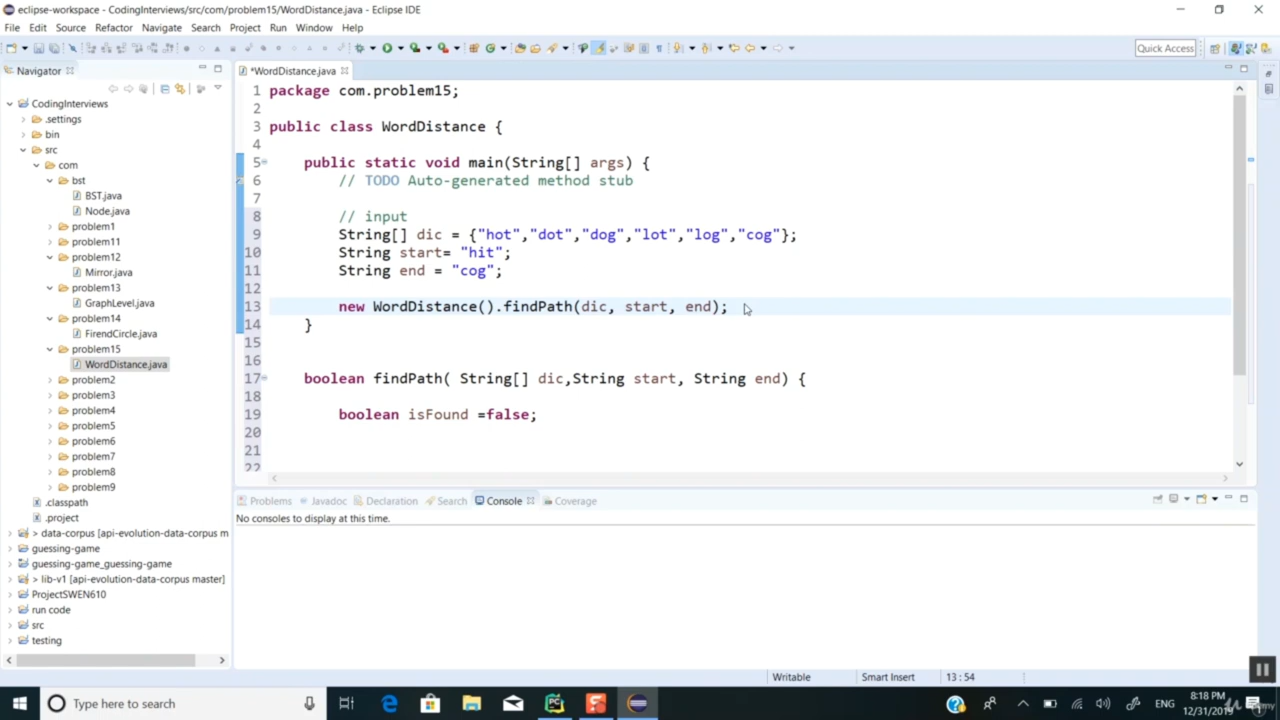 eclipse-workspace - CodingInterviews/src/com/problem15/WordDistance.java - Eclipse IDE
File Edit Source Refactor Navigate Search Project Run Window Help
Quick Access
Navigator
*WordDistance.java
CodingInterviews
.settings
bin
src
com
bst
BST.java
Node.java
problem1
problem11
problem12
Mirror.java
problem13
GraphLevel.java
problem14
FirendCircle.java
problem15
WordDistance.java
problem2
problem3
problem4
problem5
problem6
problem7
problem8
problem9
.classpath
.project
> data-corpus [api-evolution-data-corpus m
guessing-game
guessing-game_guessing-game
> lib-v1 [api-evolution-data-corpus master]
ProjectSWEN610
run code
src
testing
1 package com.problem15;
2
3 public class WordDistance {
4
5 public static void main(String[] args) {
6 // TODO Auto-generated method stub
7
8 // input
9 String[] dic = {"hot","dot","dog","lot","log","cog"};
10 String start= "hit";
11 String end = "cog";
12
13 new WordDistance().findPath(dic, start, end);
14 }
15
16
17 boolean findPath( String[] dic,String start, String end) {
18
19 boolean isFound =false;
20
21
22
Problems Javadoc Declaration Search Console Coverage
No consoles to display at this time.
Writable Smart Insert 13 : 54
Type here to search
ENG
8:18 PM